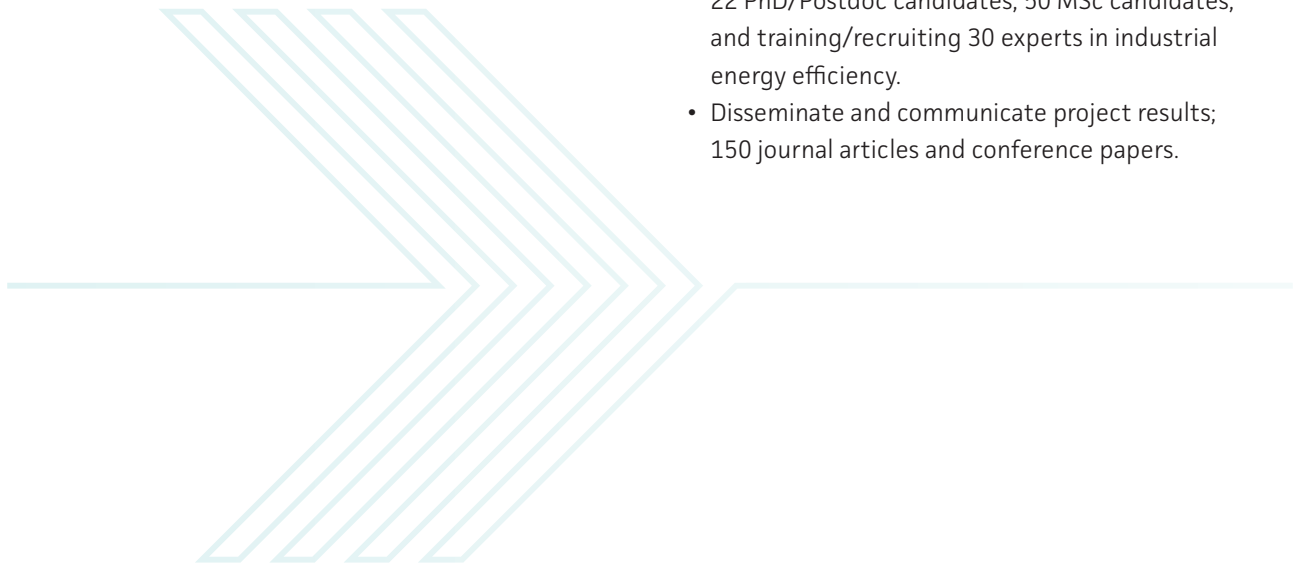 22 PhD/Postdoc candidates, 50 MSc candidates,
and training/recruiting 30 experts in industrial
energy efficiency.
• Disseminate and communicate project results;
150 journal articles and conference papers.